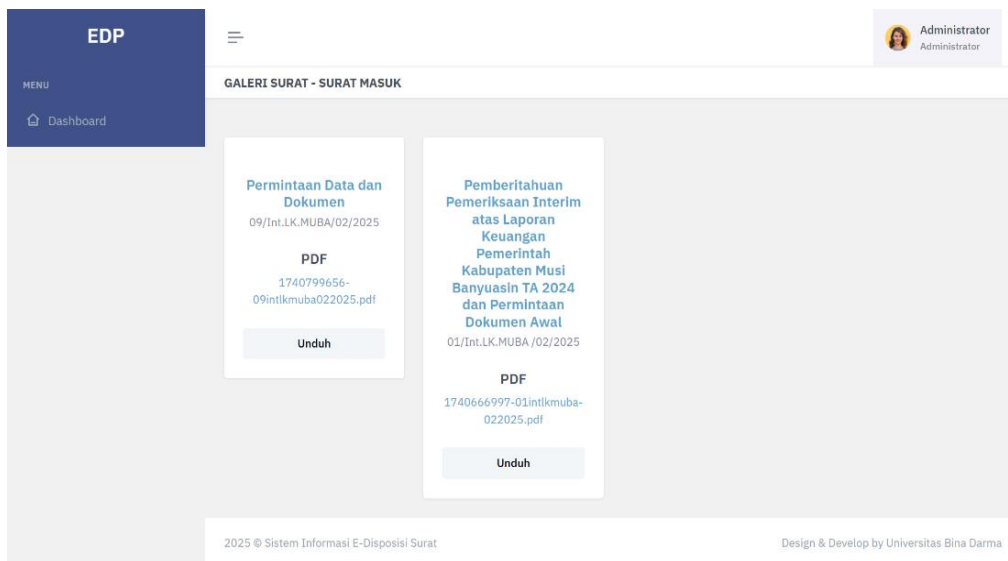 EDP
MENU
Dashboard
Administrator
Administrator
GALERI SURAT - SURAT MASUK
Permintaan Data dan
Dokumen
09/Int.LK.MUBA/02/2025
PDF
1740799656-
09intlkmuba022025.pdf
Unduh
Pemberitahuan
Pemeriksaan Interim
atas Laporan
Keuangan
Pemerintah
Kabupaten Musi
Banyuasin TA 2024
dan Permintaan
Dokumen Awal
01/Int.LK.MUBA /02/2025
PDF
1740666997-01intlkmuba-
022025.pdf
Unduh
2025 © Sistem Informasi E-Disposisi Surat
Design & Develop by Universitas Bina Darma